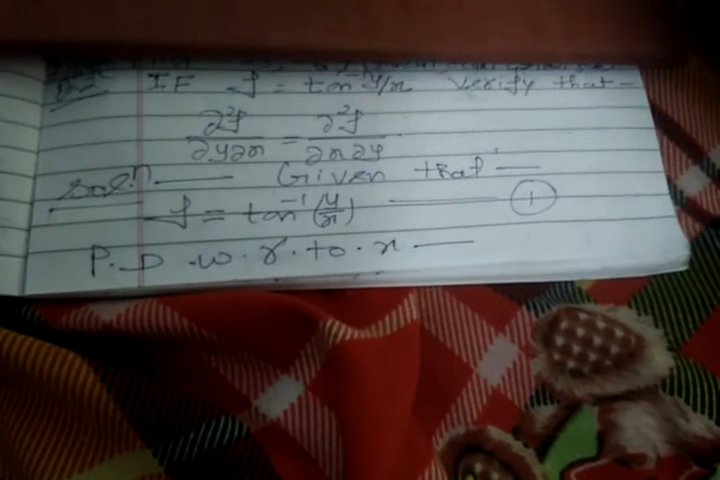 IF f = tan⁻¹ y/x verify that —
∂²f/∂y∂x = ∂²f/∂x∂y
Solⁿ. — Given that —
f = tan⁻¹(y/x) — ①
P.D.w.r.to.x —